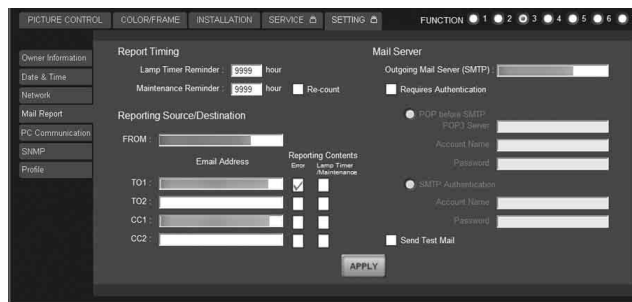 PICTURE CONTROL COLOR/FRAME INSTALLATION SERVICE SETTING FUNCTION 1 2 3 4 5 6
Owner Information
Date & Time
Network
Mail Report
PC Communication
SNMP
Profile
Report Timing
Lamp Timer Reminder : 9999 hour
Maintenance Reminder : 9999 hour Re-count
Reporting Source/Destination
FROM :
Email Address
Reporting Contents
Error Lamp Timer
/Maintenance
TO1 :
TO2 :
CC1 :
CC2 :
Mail Server
Outgoing Mail Server (SMTP) :
Requires Authentication
POP before SMTP
POP3 Server
Account Name
Password
SMTP Authentication
Account Name
Password
Send Test Mail
APPLY